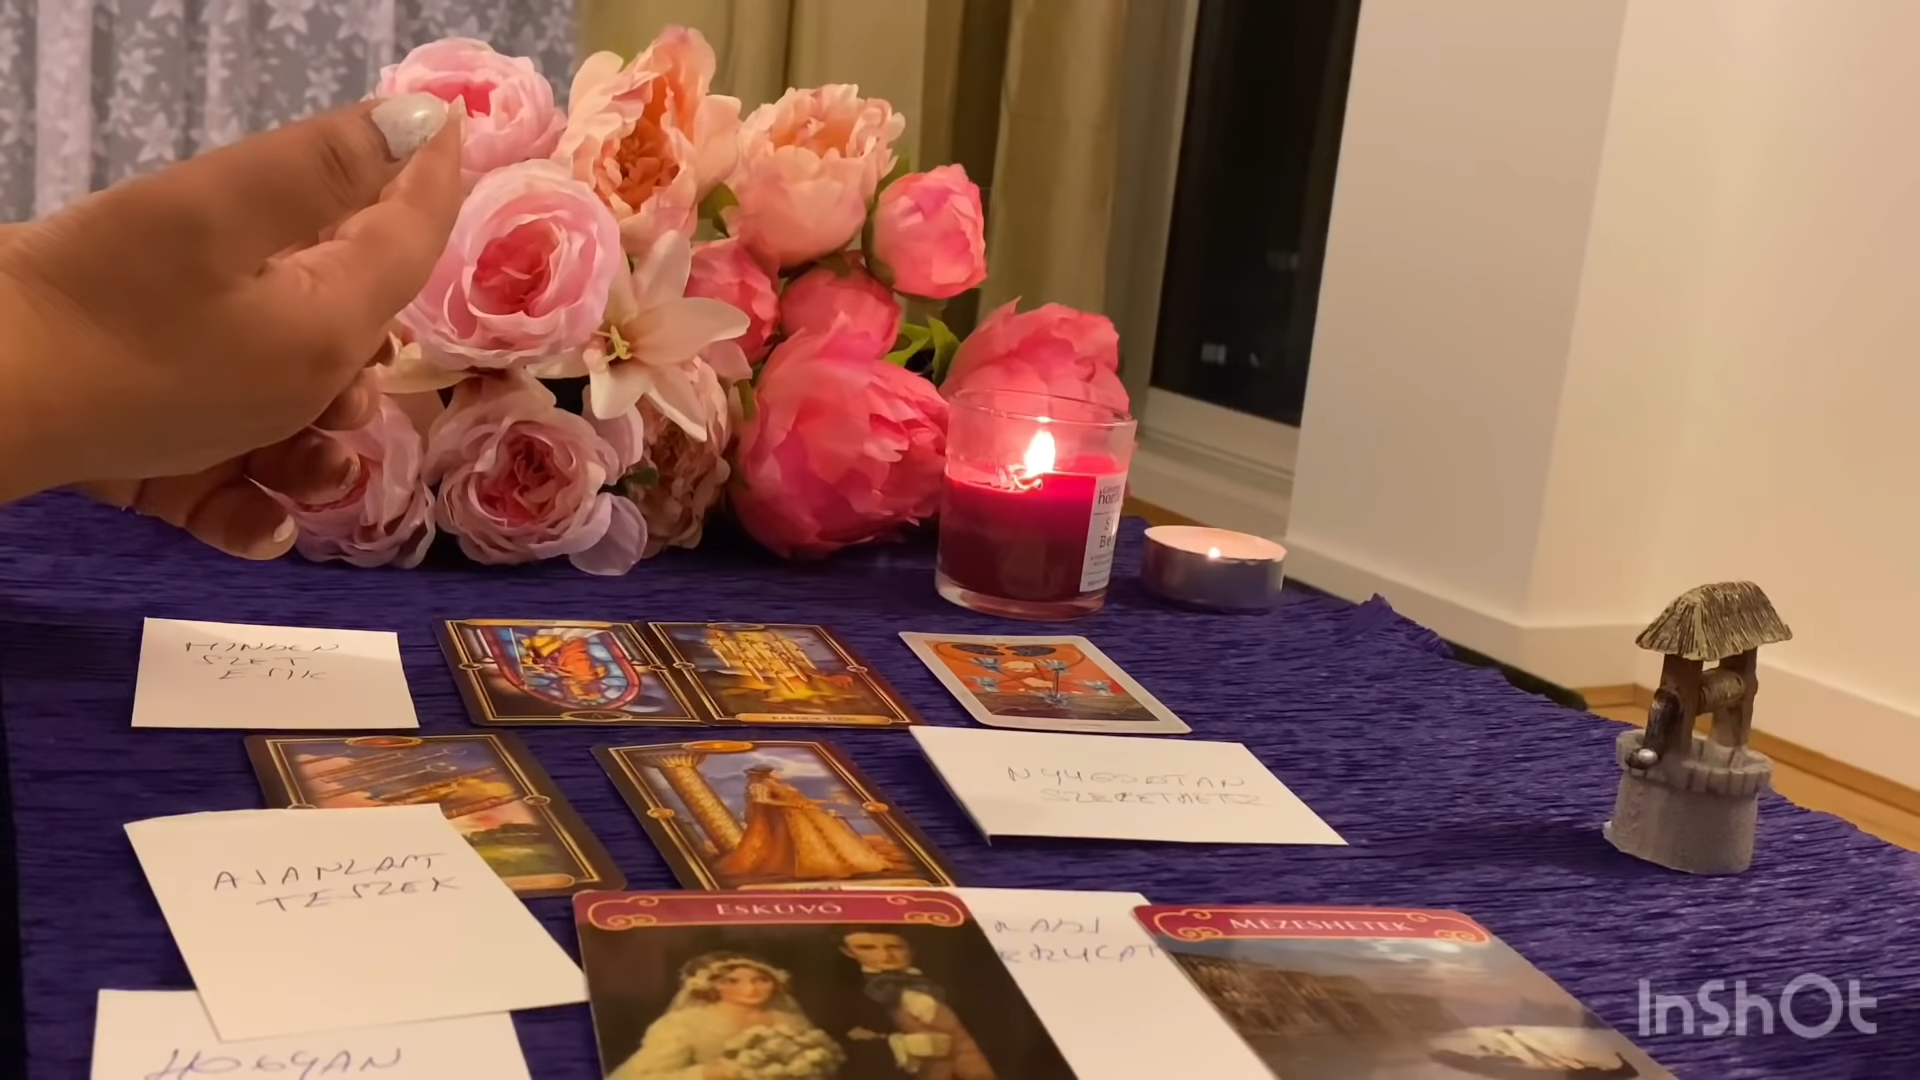 MINDEN
SZET
ESIK
NYUGODTAN
SZERETHETSZ
AJANLAT
TESZEK
ESKÜVŐ
MÉZESHETEK
HOGYAN
InShOt